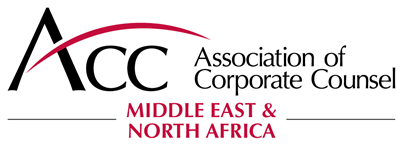 ACC
Association of
Corporate Counsel
MIDDLE EAST &
NORTH AFRICA